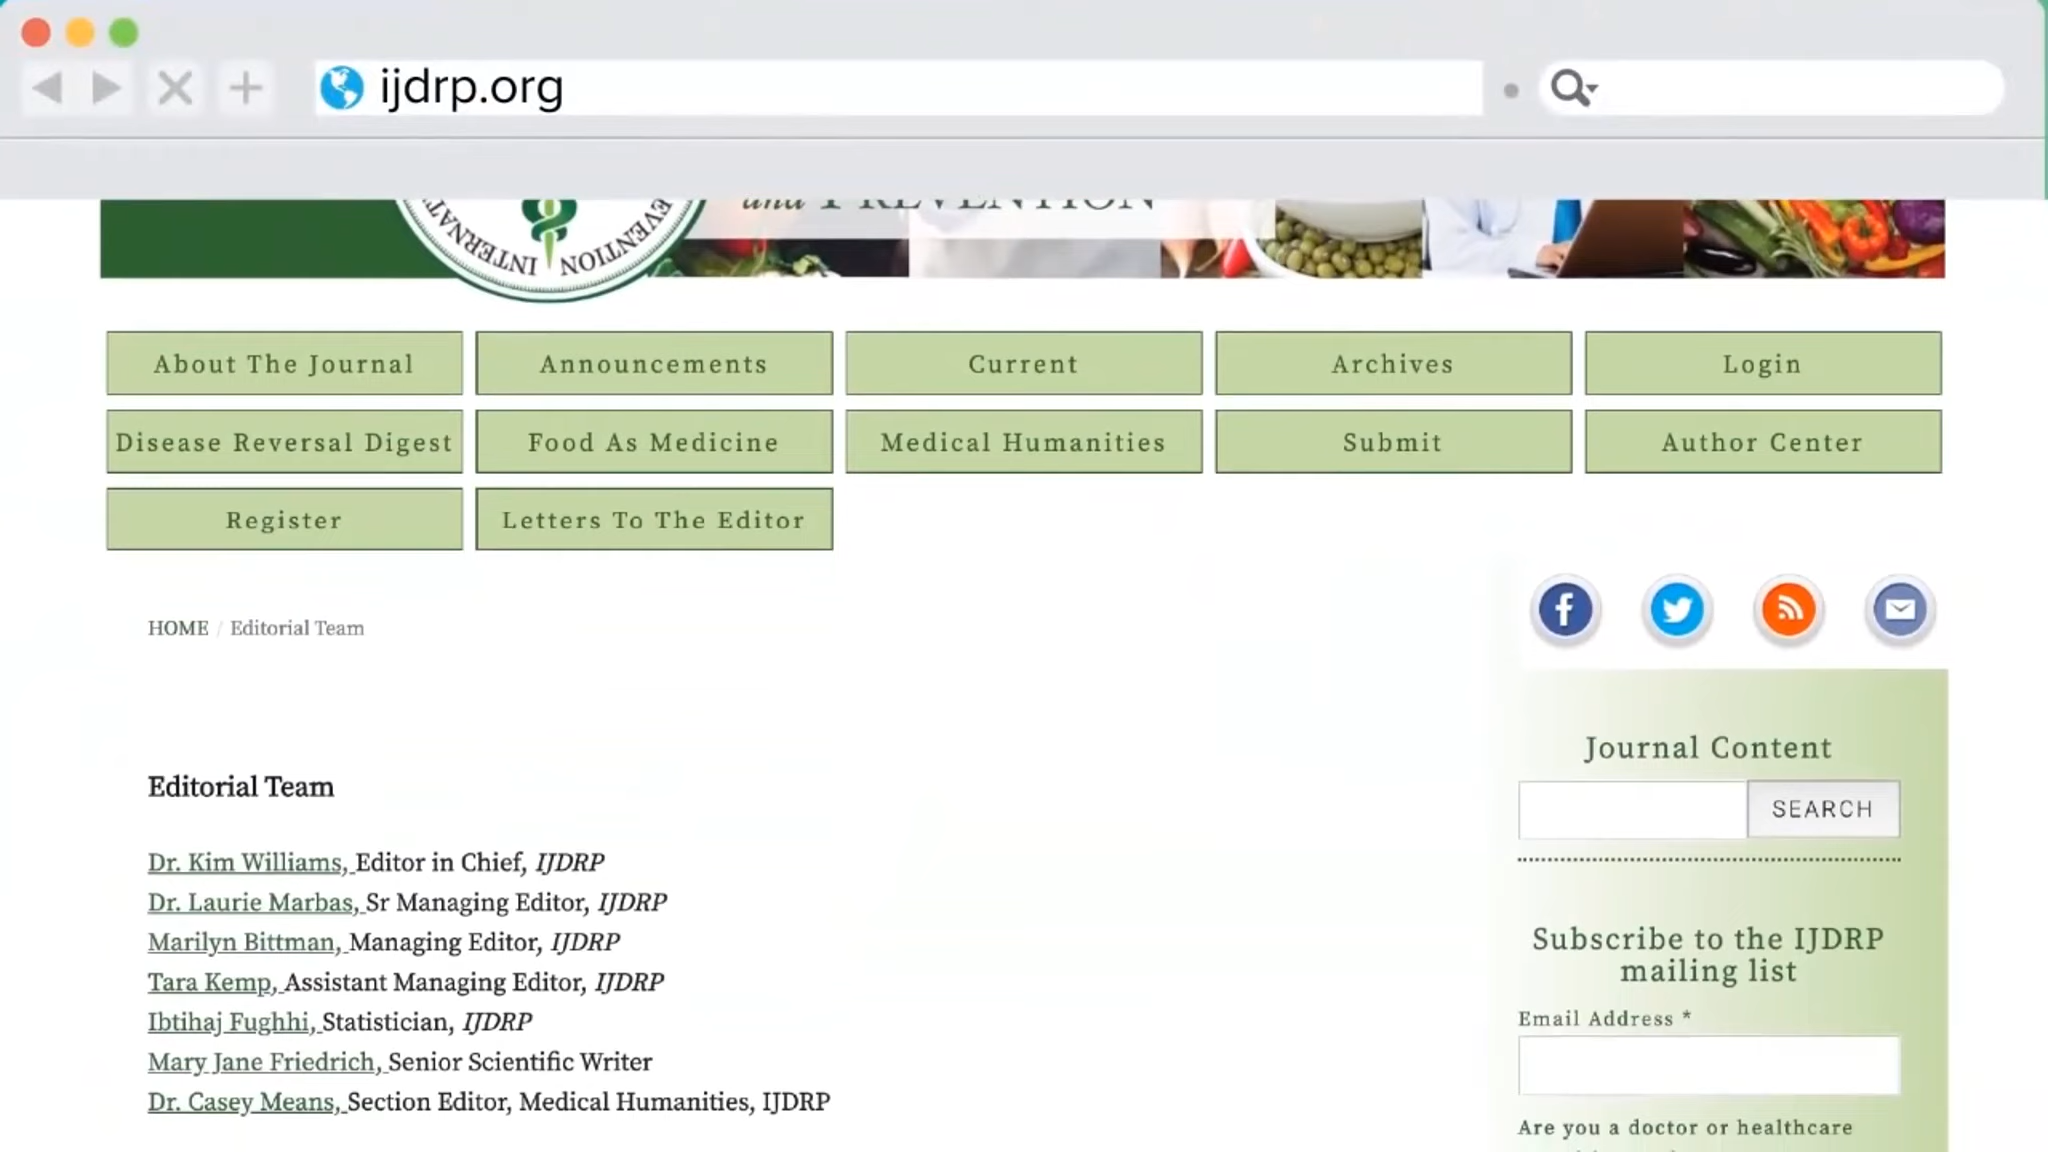 ijdrp.org
and PREVENTION
EVENTION INTERNAT
About The Journal
Announcements
Current
Archives
Login
Disease Reversal Digest
Food As Medicine
Medical Humanities
Submit
Author Center
Register
Letters To The Editor
HOME / Editorial Team
Editorial Team
Dr. Kim Williams, Editor in Chief, IJDRP
Dr. Laurie Marbas, Sr Managing Editor, IJDRP
Marilyn Bittman, Managing Editor, IJDRP
Tara Kemp, Assistant Managing Editor, IJDRP
Ibtihaj Fughhi, Statistician, IJDRP
Mary Jane Friedrich, Senior Scientific Writer
Dr. Casey Means, Section Editor, Medical Humanities, IJDRP
Journal Content
SEARCH
Subscribe to the IJDRP
mailing list
Email Address *
Are you a doctor or healthcare